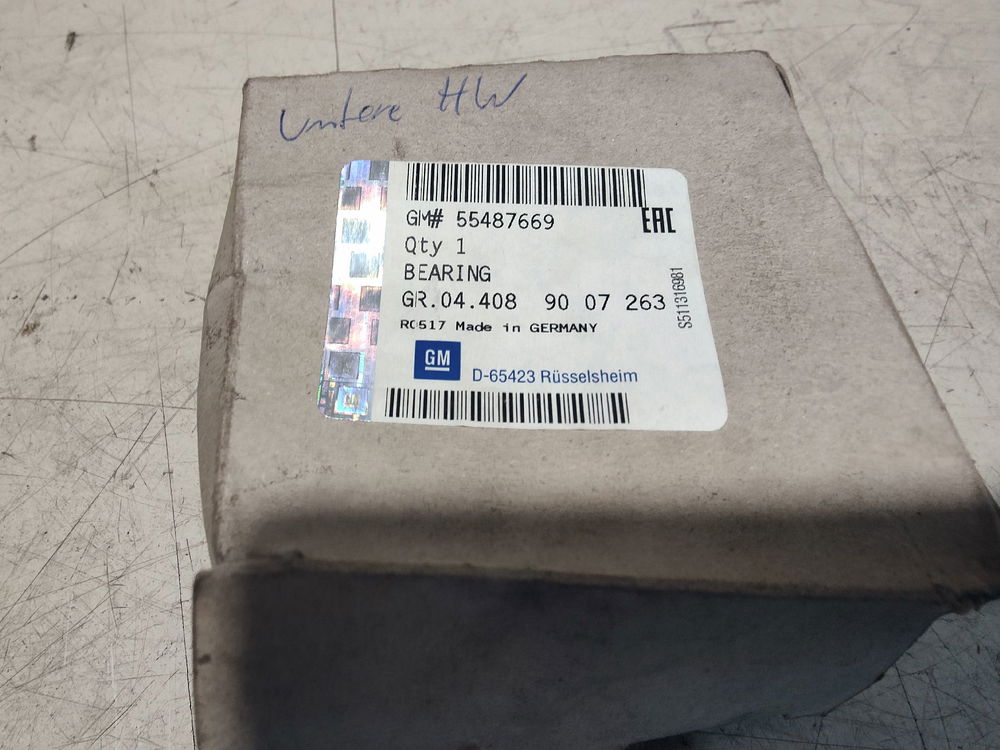 Untere HW
GM# 55487669
EAC
Qty 1
BEARING
GR.04.408 90 07 263
RC517 Made in GERMANY
S511316981
GM
D-65423 Rüsselsheim